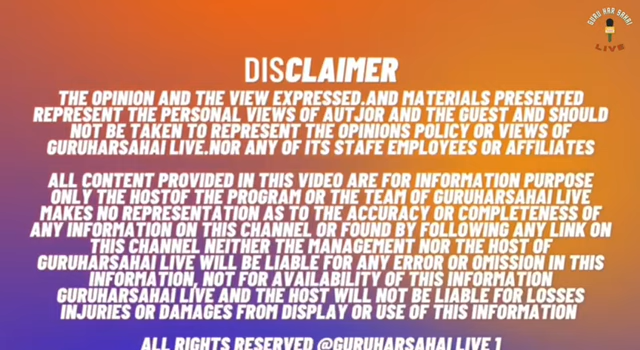 GURU HAR SAHAI
LIVE
DISCLAIMER
THE OPINION AND THE VIEW EXPRESSED.AND MATERIALS PRESENTED
REPRESENT THE PERSONAL VIEWS OF AUTJOR AND THE GUEST AND SHOULD
NOT BE TAKEN TO REPRESENT THE OPINIONS POLICY OR VIEWS OF
GURUHARSAHAI LIVE.NOR ANY OF ITS STAFE EMPLOYEES OR AFFILIATES
ALL CONTENT PROVIDED IN THIS VIDEO ARE FOR INFORMATION PURPOSE
ONLY THE HOSTOF THE PROGRAM OR THE TEAM OF GURUHARSAHAI LIVE
MAKES NO REPRESENTATION AS TO THE ACCURACY OR COMPLETENESS OF
ANY INFORMATION ON THIS CHANNEL OR FOUND BY FOLLOWING ANY LINK ON
THIS CHANNEL NEITHER THE MANAGEMENT NOR THE HOST OF
GURUHARSAHAI LIVE WILL BE LIABLE FOR ANY ERROR OR OMISSION IN THIS
INFORMATION, NOT FOR AVAILABILITY OF THIS INFORMATION
GURUHARSAHAI LIVE AND THE HOST WILL NOT BE LIABLE FOR LOSSES
INJURIES OR DAMAGES FROM DISPLAY OR USE OF THIS INFORMATION
ALL RIGHTS RESERVED @GURUHARSAHAI LIVE 1